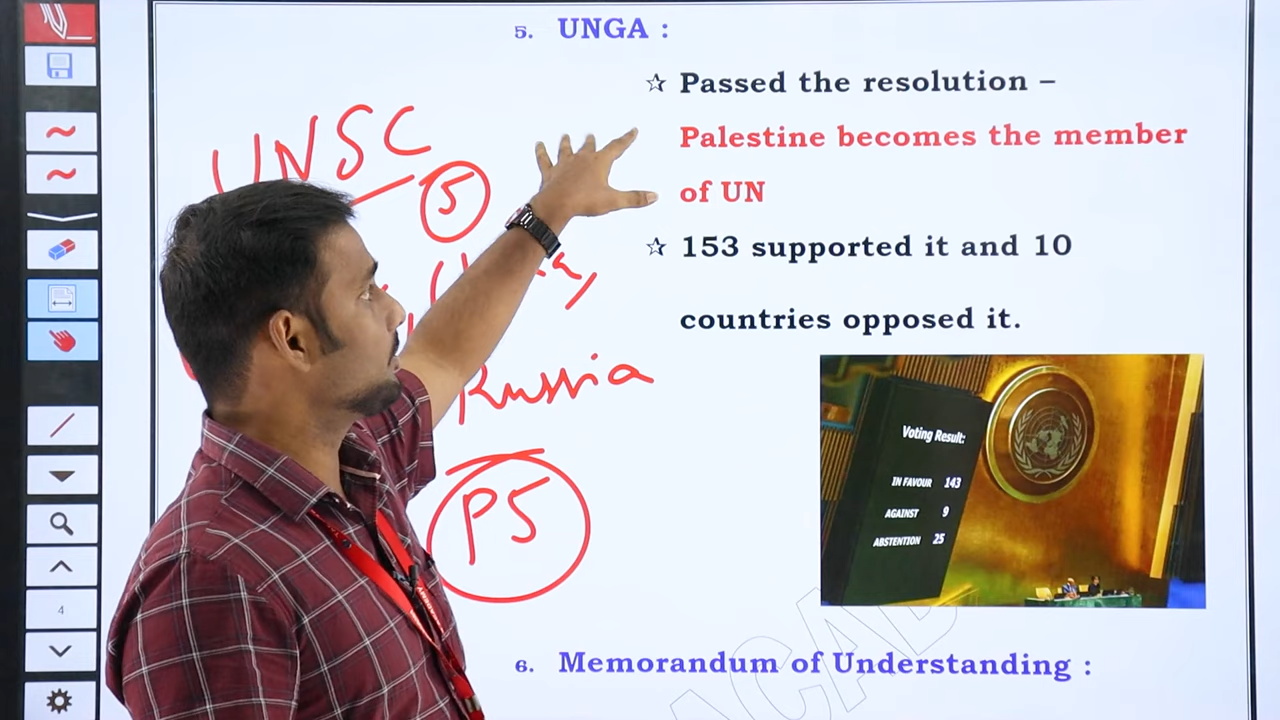 5. UNGA :
☆ Passed the resolution –
Palestine becomes the member
of UN
☆ 153 supported it and 10
countries opposed it.
UNSC
5
Russia
P5
Voting Result:
IN FAVOUR 143
AGAINST 9
ABSTENTION 25
4
6. Memorandum of Understanding :